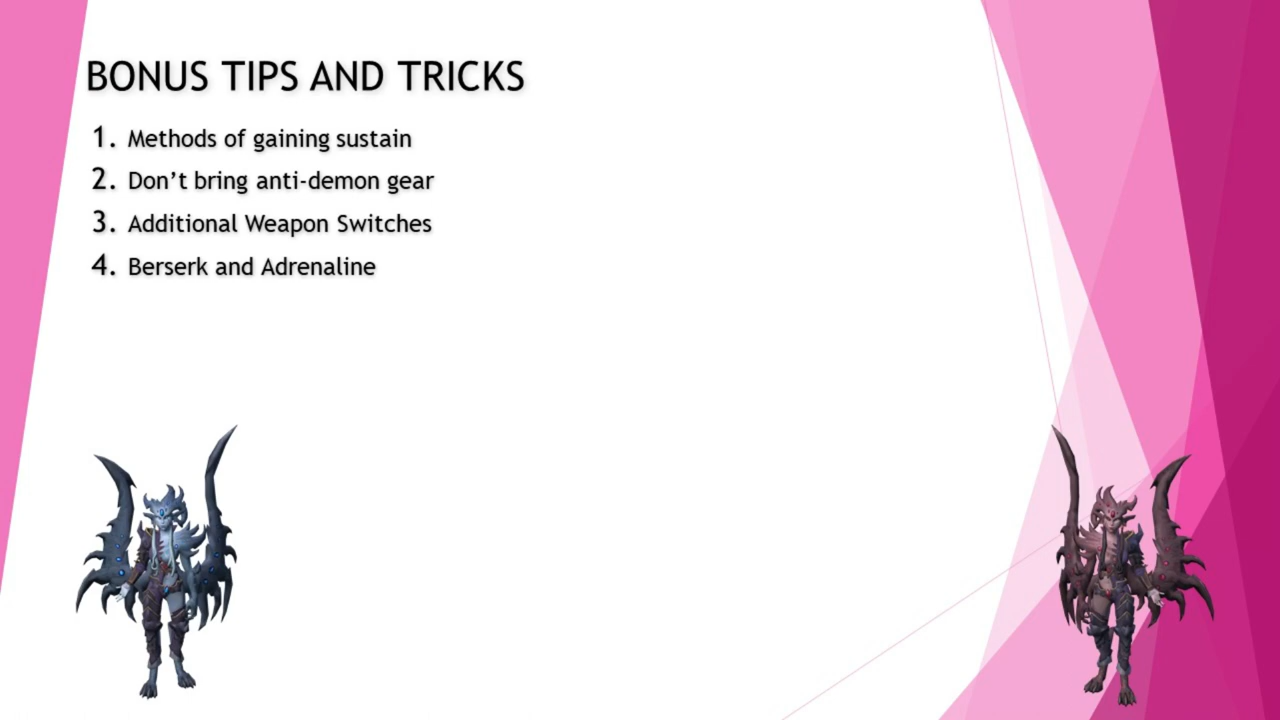 BONUS TIPS AND TRICKS
1. Methods of gaining sustain
2. Don’t bring anti-demon gear
3. Additional Weapon Switches
4. Berserk and Adrenaline